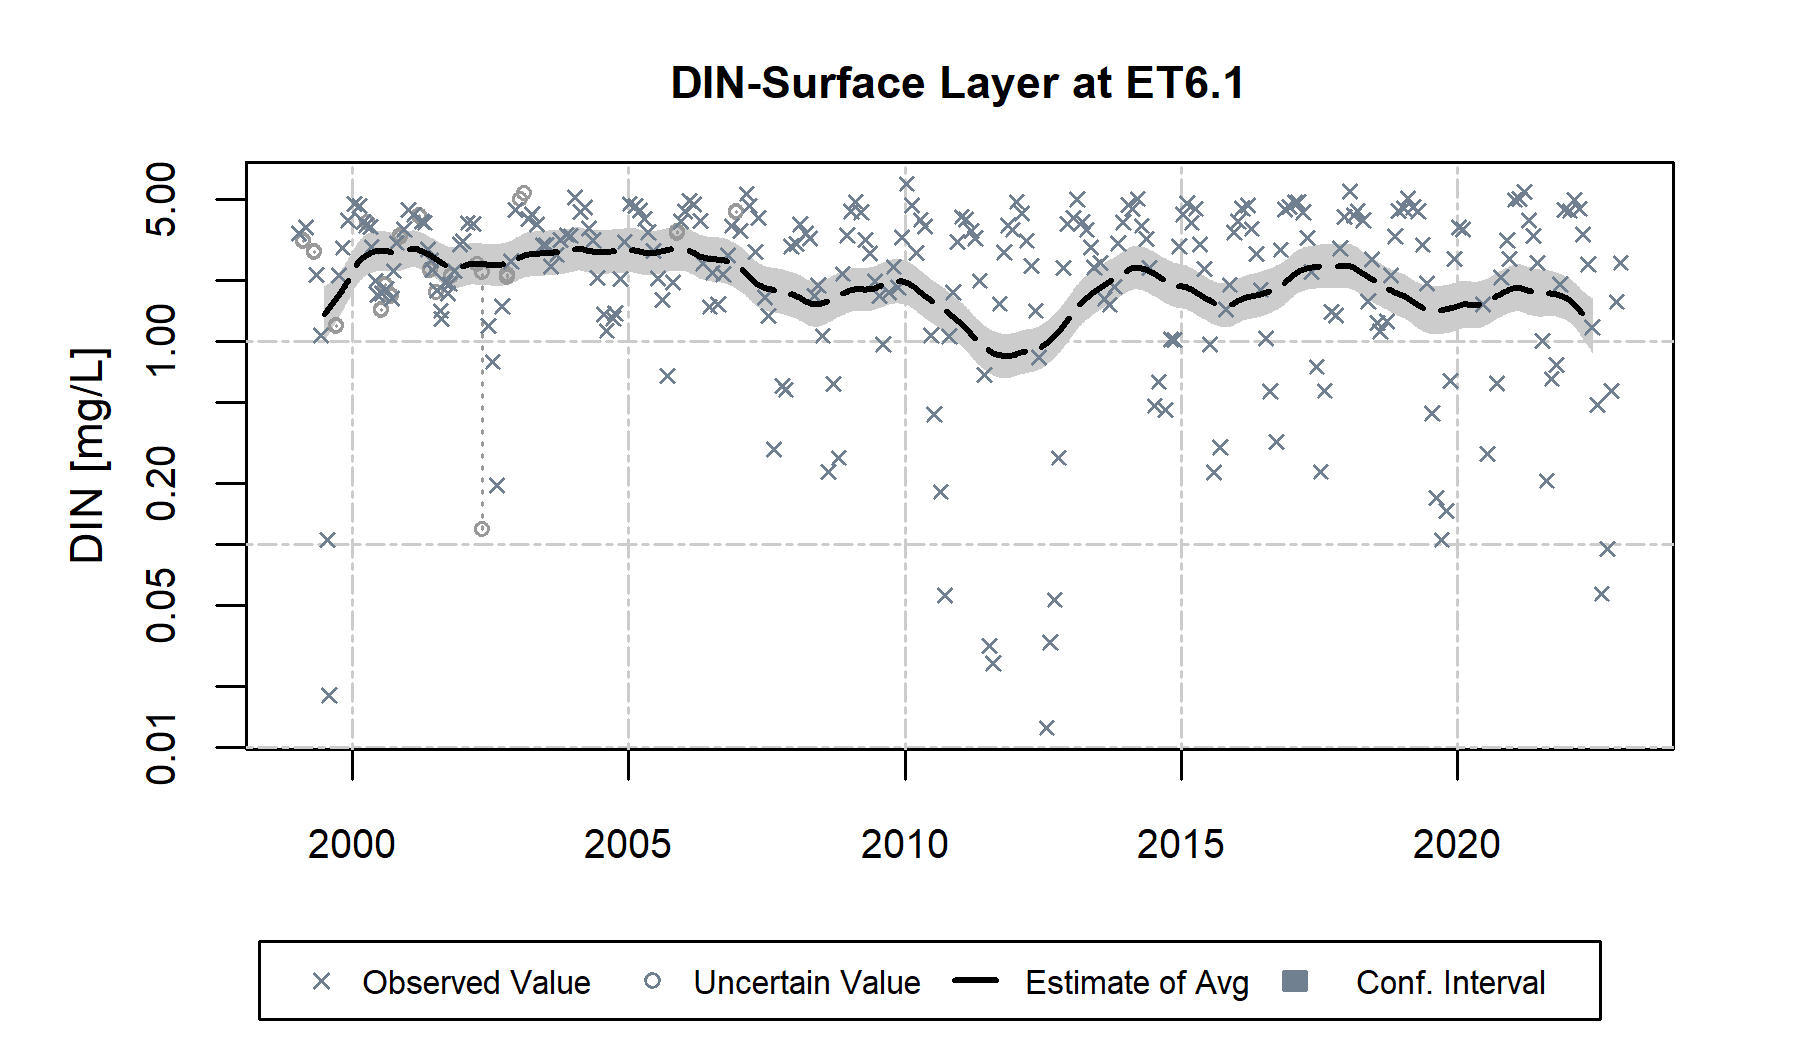 DIN-Surface Layer at ET6.1
DIN [mg/L]
5.00
1.00
0.20
0.05
0.01
2000 2005 2010 2015 2020
Observed Value Uncertain Value Estimate of Avg Conf. Interval